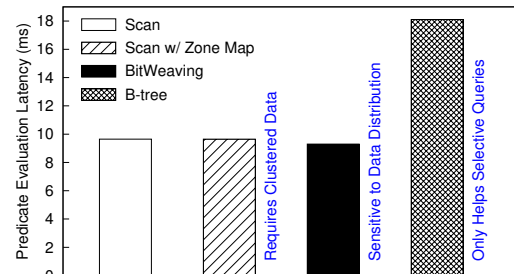 Predicate Evaluation Latency (ms)
18
16
14
12
10
8
6
4
2
0
Scan
Scan w/ Zone Map
BitWeaving
B-tree
Requires Clustered Data
Sensitive to Data Distribution
Only Helps Selective Queries